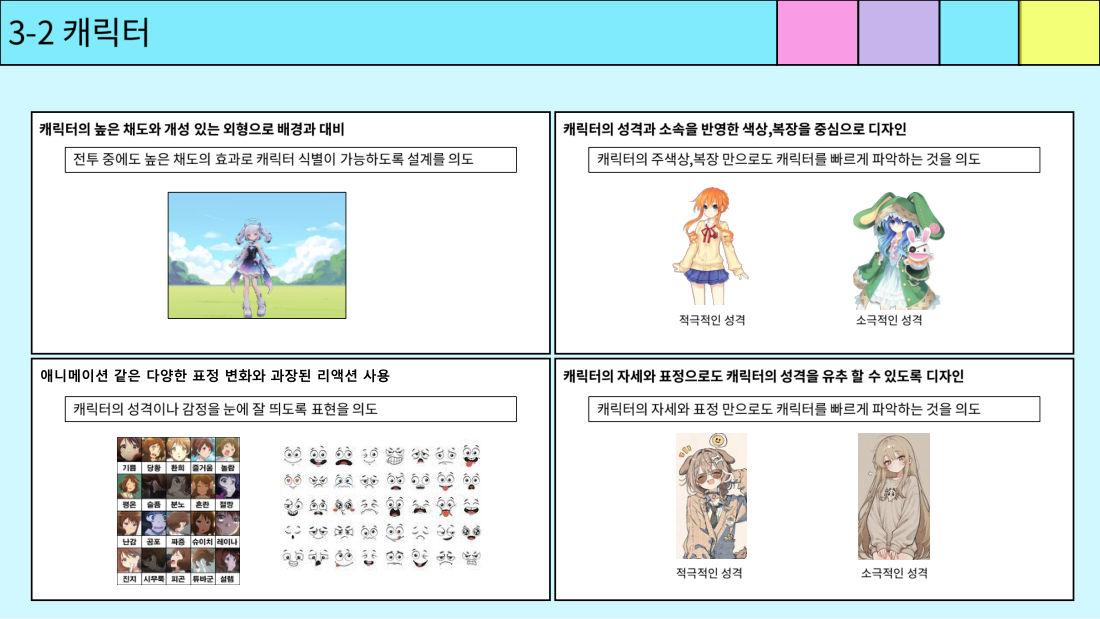 3-2 캐릭터
캐릭터의 높은 채도와 개성 있는 외형으로 배경과 대비
전투 중에도 높은 채도의 효과로 캐릭터 식별이 가능하도록 설계를 의도
캐릭터의 성격과 소속을 반영한 색상,복장을 중심으로 디자인
캐릭터의 주색상,복장 만으로도 캐릭터를 빠르게 파악하는 것을 의도
적극적인 성격
소극적인 성격
애니메이션 같은 다양한 표정 변화와 과장된 리액션 사용
캐릭터의 성격이나 감정을 눈에 잘 띄도록 표현을 의도
기쁨 당황 환희 즐거움 놀람
평온 슬픔 분노 혼란 절망
난감 공포 짜증 슈이치 레이나
진지 시무룩 피곤 튜바군 설렘
캐릭터의 자세와 표정으로도 캐릭터의 성격을 유추 할 수 있도록 디자인
캐릭터의 자세와 표정 만으로도 캐릭터를 빠르게 파악하는 것을 의도
적극적인 성격
소극적인 성격